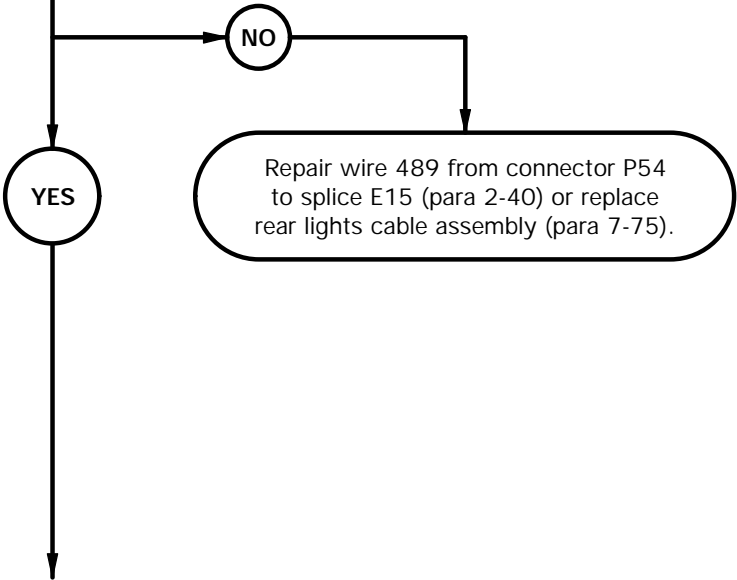 NO
YES
Repair wire 489 from connector P54
to splice E15 (para 2-40) or replace
rear lights cable assembly (para 7-75).